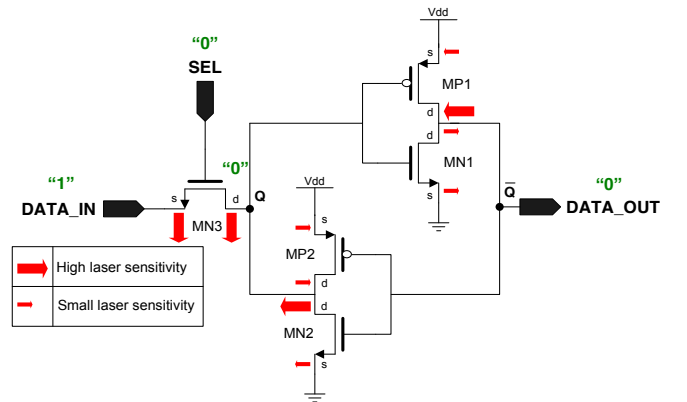 Vdd
"0"
SEL
s
MP1
d
d
MN1
s
"1"
DATA_IN
s
d
"0"
Q
MN3
Vdd
s
MP2
d
d
MN2
s
Q̅
"0"
DATA_OUT
High laser sensitivity
Small laser sensitivity